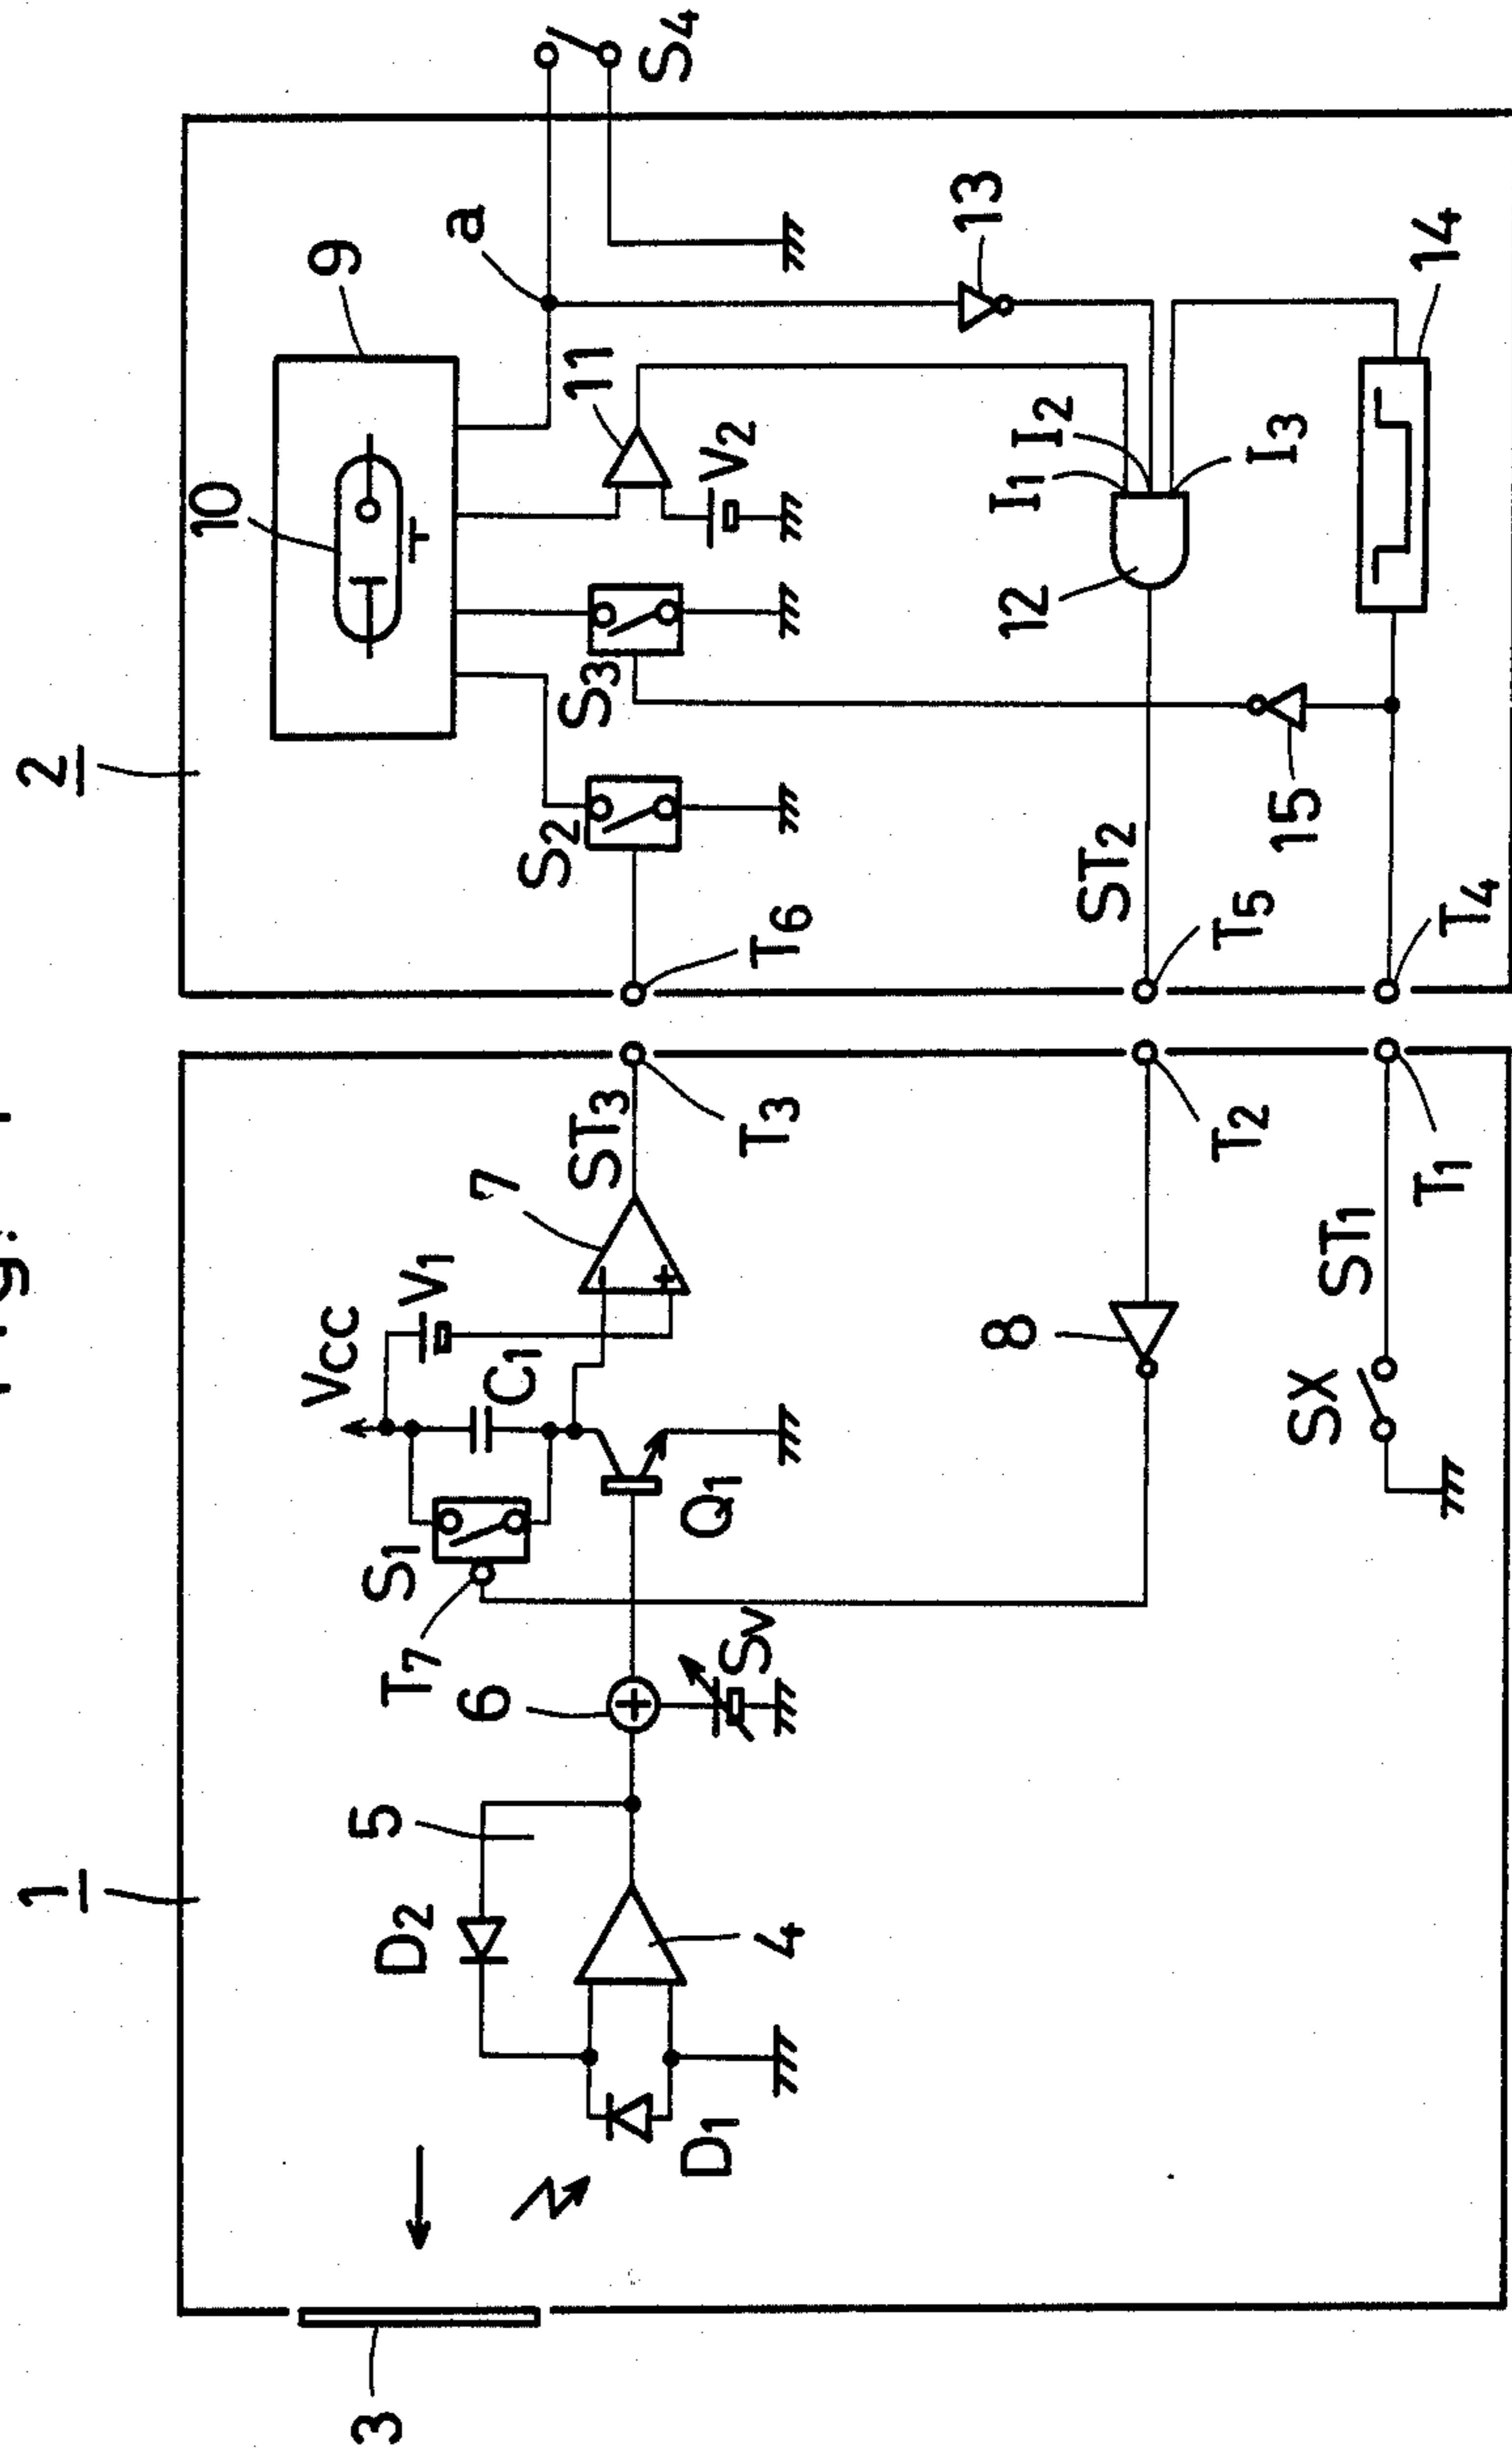 Fig. 1
1
2
3
D1
D2
4
5
6
Sv
T7
S1
Vcc
V1
C1
Q1
7
ST3
T3
8
T2
SX
ST1
T1
T6
S2
S3
9
10
a
S4
11
V2
13
I1
I2
I3
12
ST2
T5
15
14
T4